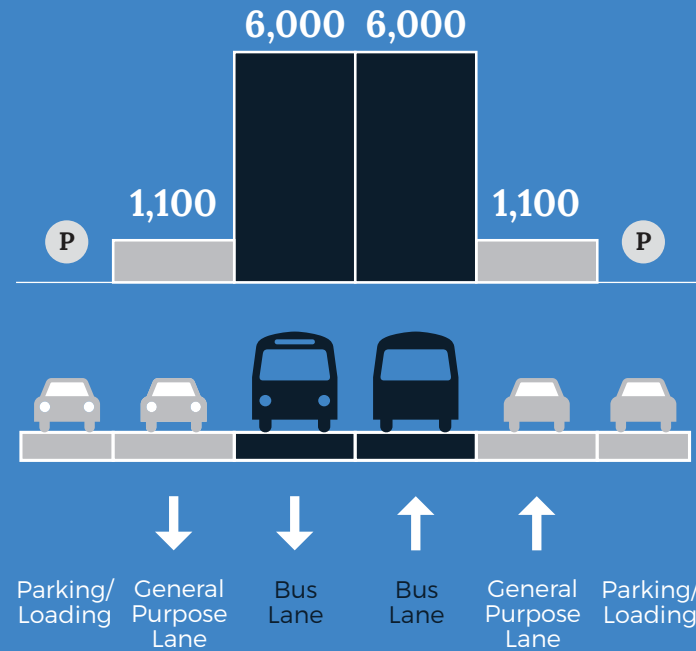 6,000 6,000
1,100 1,100
P P
Parking/ General Bus Bus General Parking/
Loading Purpose Lane Lane Purpose Loading
Lane Lane